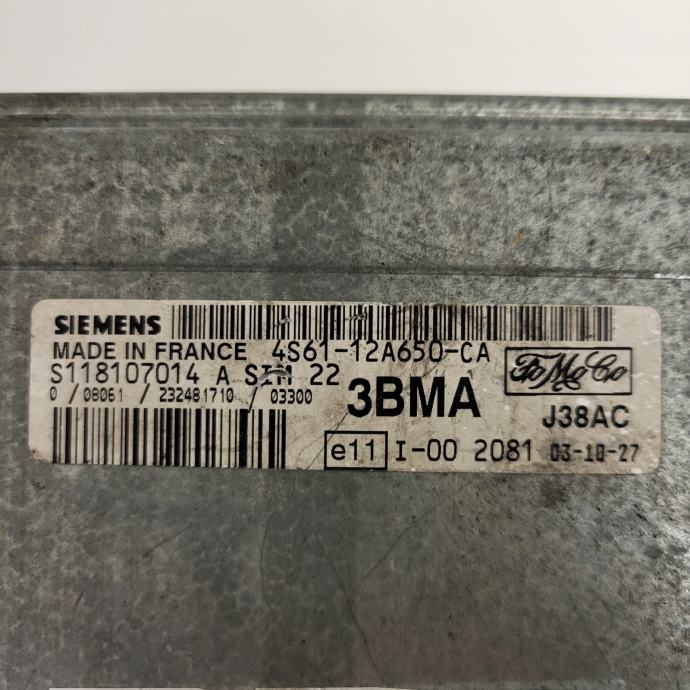 SIEMENS
MADE IN FRANCE 4S61-12A650-CA
S118107014 A SIM 22
0 / 08061 / 232481710 / 03300
3BMA
FoMoCo
J38AC
e11 I-00 2081 03-10-27